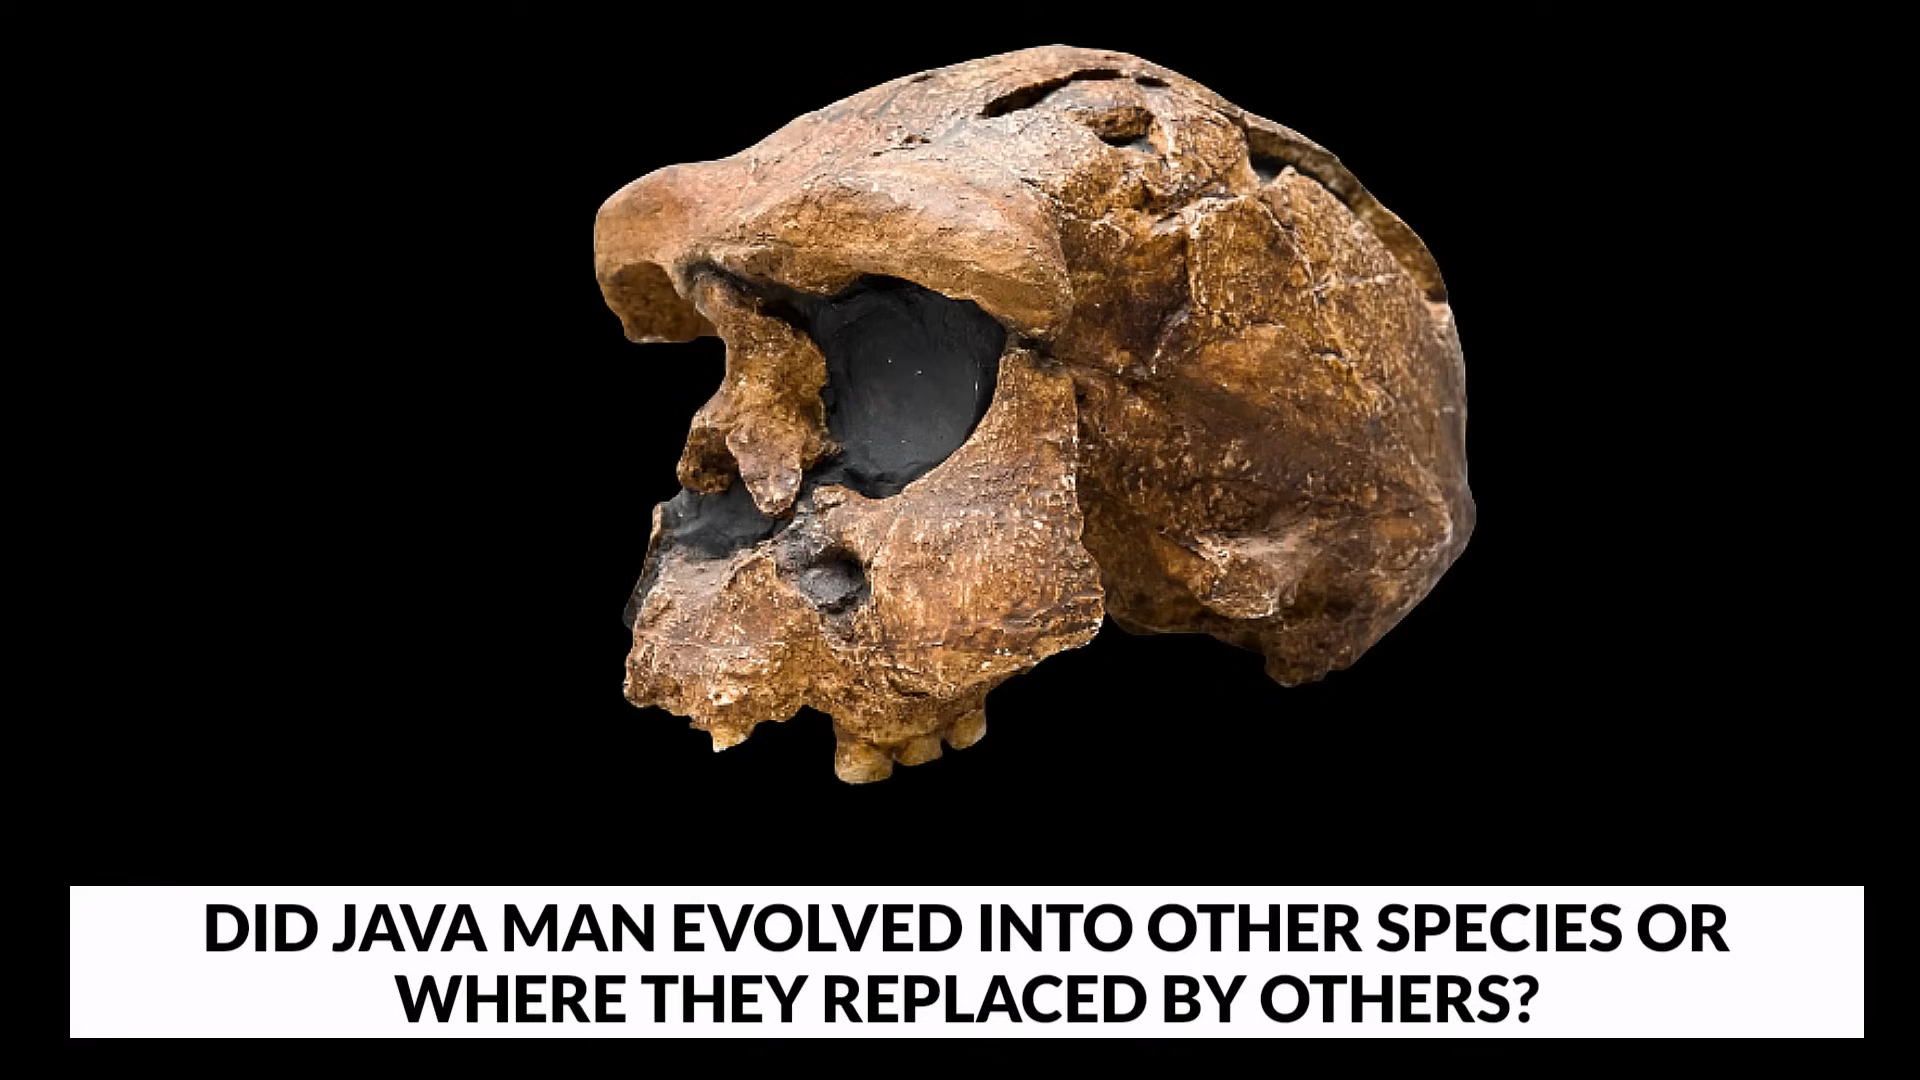 DID JAVA MAN EVOLVED INTO OTHER SPECIES OR
WHERE THEY REPLACED BY OTHERS?